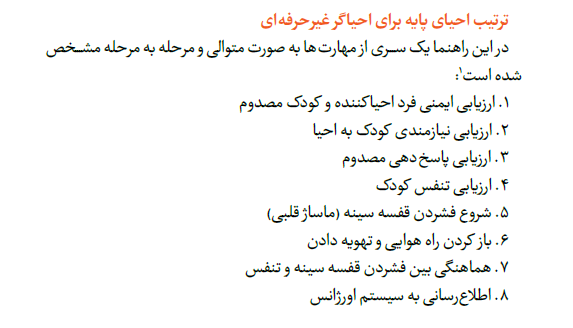 ترتیب احیای پایه برای احیاگر غیرحرفه‌ای
در این راهنما یک سـری از مهارت‌ها به صورت متوالی و مرحله به مرحله مشـخص
شده است۱:
۱. ارزیابی ایمنی فرد احیاکننده و کودک مصدوم
۲. ارزیابی نیازمندی کودک به احیا
۳. ارزیابی پاسخ‌دهی مصدوم
۴. ارزیابی تنفس کودک
۵. شروع فشردن قفسه سینه (ماساژ قلبی)
۶. باز کردن راه هوایی و تهویه دادن
۷. هماهنگی بین فشردن قفسه سینه و تنفس
۸. اطلاع‌رسانی به سیستم اورژانس